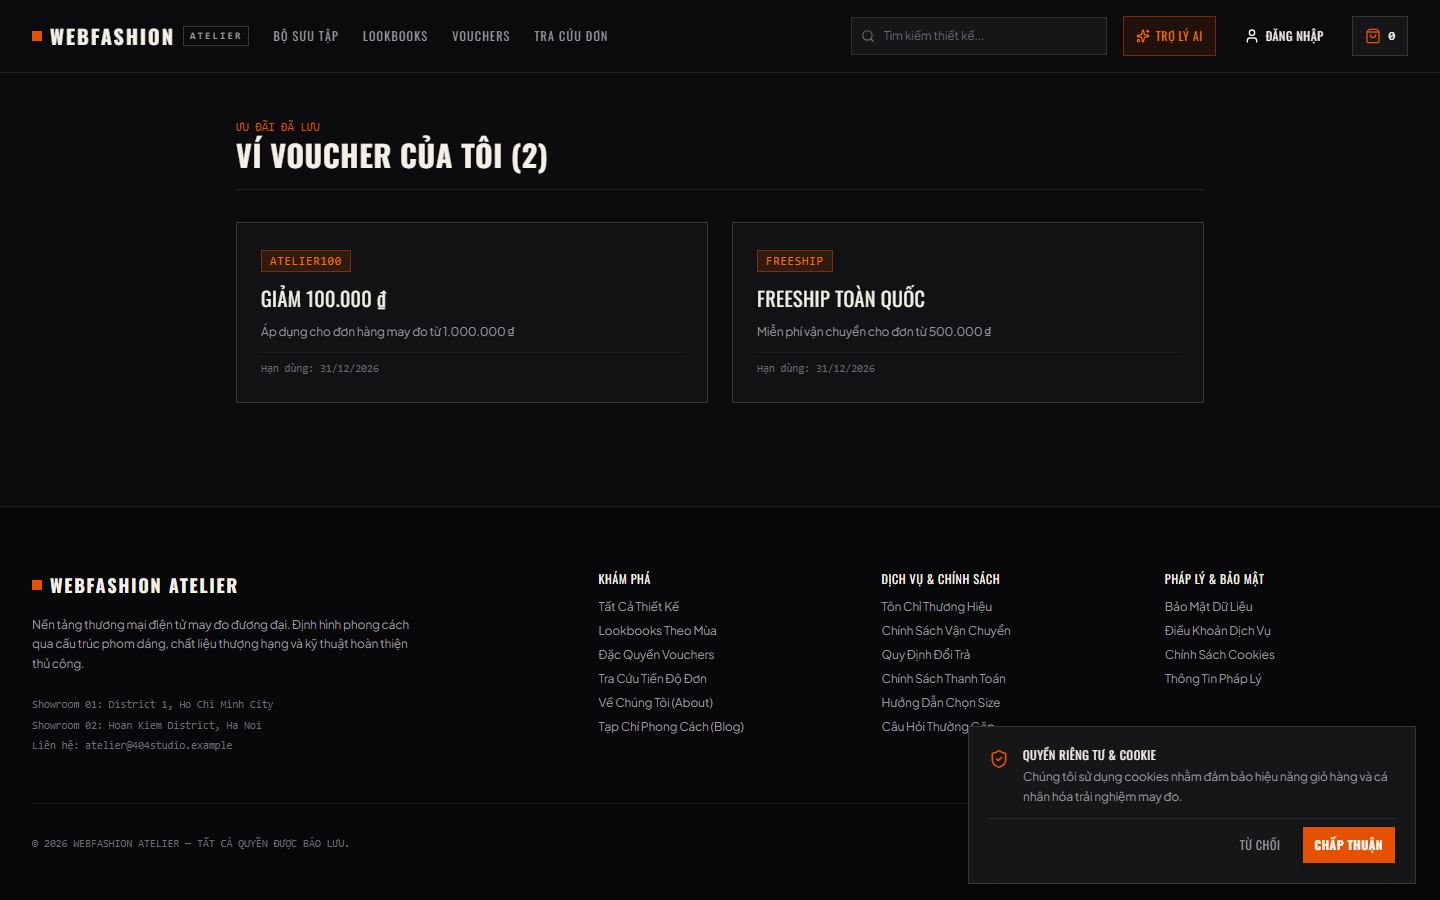 WEBFASHION ATELIER
BỘ SƯU TẬP
LOOKBOOKS
VOUCHERS
TRA CỨU ĐƠN
Tìm kiếm thiết kế...
TRỢ LÝ AI
ĐĂNG NHẬP
0
ƯU ĐÃI ĐÃ LƯU
VÍ VOUCHER CỦA TÔI (2)
ATELIER100
GIẢM 100.000 ₫
Áp dụng cho đơn hàng may đo từ 1.000.000 ₫
Hạn dùng: 31/12/2026
FREESHIP
FREESHIP TOÀN QUỐC
Miễn phí vận chuyển cho đơn từ 500.000 ₫
Hạn dùng: 31/12/2026
WEBFASHION ATELIER
Nền tảng thương mại điện tử may đo đương đại. Định hình phong cách
qua cấu trúc phom dáng, chất liệu thượng hạng và kỹ thuật hoàn thiện
thủ công.
Showroom 01: District 1, Ho Chi Minh City
Showroom 02: Hoan Kiem District, Ha Noi
Liên hệ: atelier@404studio.example
KHÁM PHÁ
Tất Cả Thiết Kế
Lookbooks Theo Mùa
Đặc Quyền Vouchers
Tra Cứu Tiến Độ Đơn
Về Chúng Tôi (About)
Tạp Chí Phong Cách (Blog)
DỊCH VỤ & CHÍNH SÁCH
Tôn Chỉ Thương Hiệu
Chính Sách Vận Chuyển
Quy Định Đổi Trả
Chính Sách Thanh Toán
Hướng Dẫn Chọn Size
Câu Hỏi Thường Gặp
PHÁP LÝ & BẢO MẬT
Bảo Mật Dữ Liệu
Điều Khoản Dịch Vụ
Chính Sách Cookies
Thông Tin Pháp Lý
QUYỀN RIÊNG TƯ & COOKIE
Chúng tôi sử dụng cookies nhằm đảm bảo hiệu năng giỏ hàng và cá
nhân hóa trải nghiệm may đo.
TỪ CHỐI
CHẤP THUẬN
© 2026 WEBFASHION ATELIER — TẤT CẢ QUYỀN ĐƯỢC BẢO LƯU.